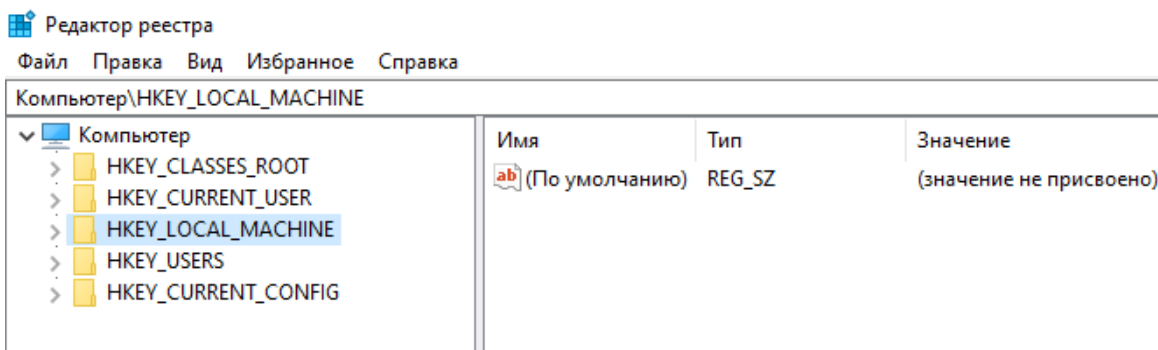 Редактор реестра
Файл Правка Вид Избранное Справка
Компьютер\HKEY_LOCAL_MACHINE
Компьютер
HKEY_CLASSES_ROOT
HKEY_CURRENT_USER
HKEY_LOCAL_MACHINE
HKEY_USERS
HKEY_CURRENT_CONFIG
Имя Тип Значение
ab (По умолчанию) REG_SZ (значение не присвоено)